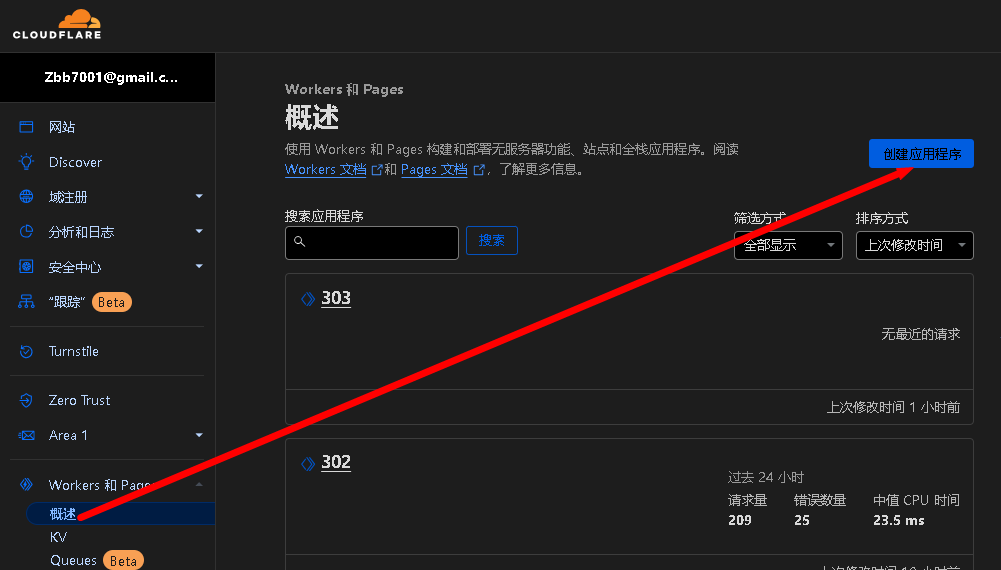 CLOUDFLARE
Zbb7001@gmail.c...
网站
Discover
域注册
分析和日志
安全中心
“跟踪” Beta
Turnstile
Zero Trust
Area 1
Workers 和 Page
概述
KV
Queues Beta
Workers 和 Pages
概述
使用 Workers 和 Pages 构建和部署无服务器功能、站点和全栈应用程序。阅读
Workers 文档 和 Pages 文档 ，了解更多信息。
创建应用程序
搜索应用程序
搜索
筛选方式
全部显示
排序方式
上次修改时间
303
无最近的请求
上次修改时间 1 小时前
302
过去 24 小时
请求量 错误数量 中值 CPU 时间
209 25 23.5 ms